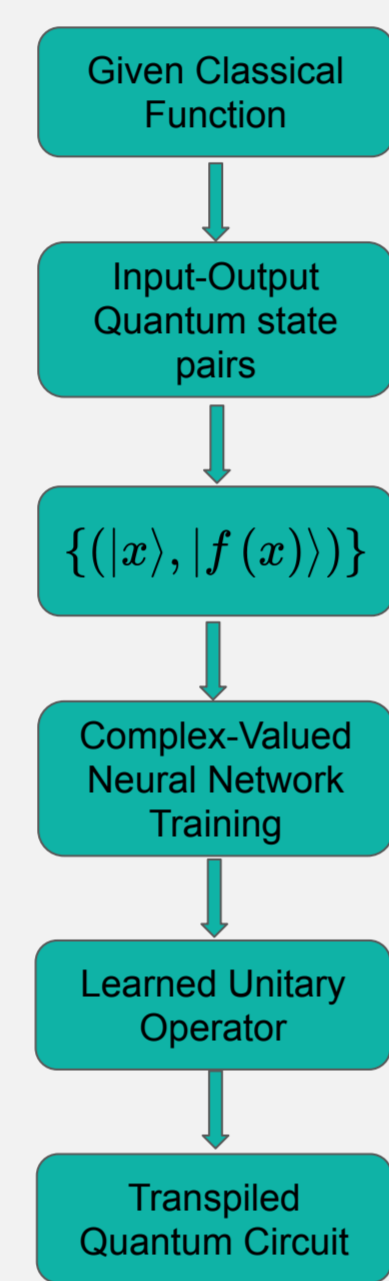 Given Classical
Function
Input-Output
Quantum state
pairs
{(|x⟩, |f (x)⟩)}
Complex-Valued
Neural Network
Training
Learned Unitary
Operator
Transpiled
Quantum Circuit